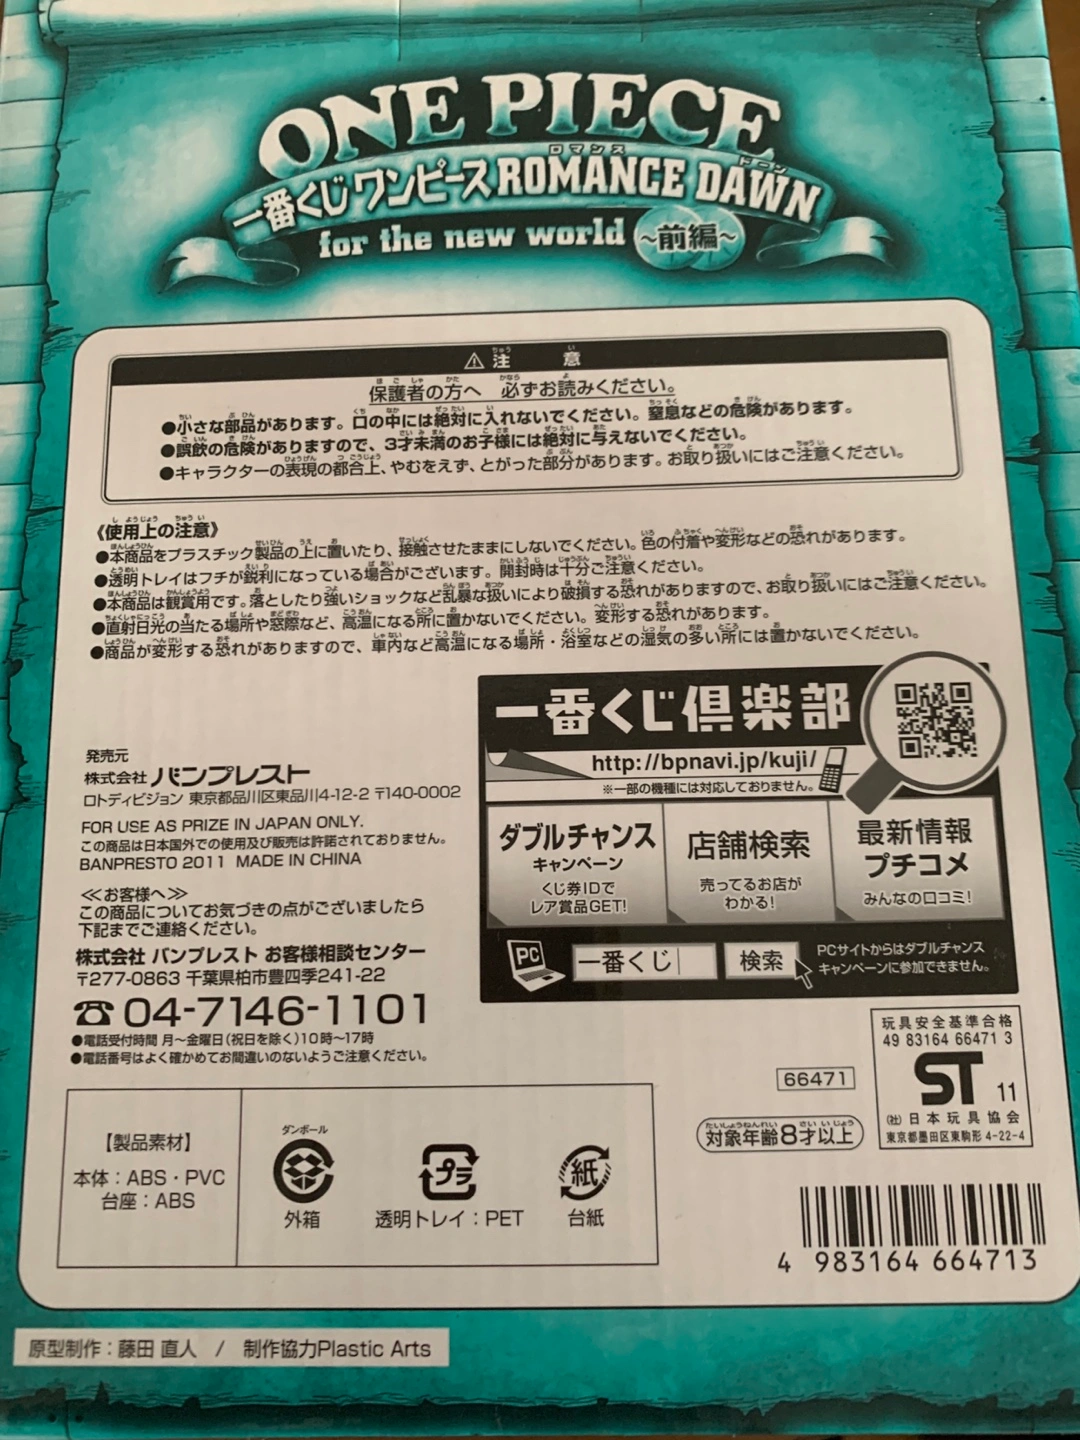 ONE PIECE
一番くじ ワンピース ROMANCE DAWN
ロマンス ドーン
for the new world ～前編～
⚠注意
保護者の方へ 必ずお読みください。
●小さな部品があります。口の中には絶対に入れないでください。窒息などの危険があります。
●誤飲の危険がありますので、3才未満のお子様には絶対に与えないでください。
●キャラクターの表現の都合上、やむをえず、とがった部分があります。お取り扱いにはご注意ください。
《使用上の注意》
●本商品をプラスチック製品の上に置いたり、接触させたままにしないでください。色の付着や変形などの恐れがあります。
●透明トレイはフチが鋭利になっている場合がございます。開封時は十分ご注意ください。
●本商品は観賞用です。落としたり強いショックなど乱暴な扱いにより破損する恐れがありますので、お取り扱いにはご注意ください。
●直射日光の当たる場所や窓際など、高温になる所に置かないでください。変形する恐れがあります。
●商品が変形する恐れがありますので、車内など高温になる場所・浴室などの湿気の多い所には置かないでください。
一番くじ倶楽部
http://bpnavi.jp/kuji/
※一部の機種には対応しておりません。
ダブルチャンス
キャンペーン
くじ券IDで
レア賞品GET!
店舗検索
売ってるお店が
わかる!
最新情報
プチコメ
みんなの口コミ!
PC
一番くじ
検索
PCサイトからはダブルチャンス
キャンペーンに参加できません。
発売元
株式会社 バンプレスト
ロトディビジョン 東京都品川区東品川4-12-2 〒140-0002
FOR USE AS PRIZE IN JAPAN ONLY.
この商品は日本国外での使用及び販売は許諾されておりません。
BANPRESTO 2011 MADE IN CHINA
≪お客様へ≫
この商品についてお気づきの点がございましたら
下記までご連絡ください。
株式会社 バンプレスト お客様相談センター
〒277-0863 千葉県柏市豊四季241-22
☎04-7146-1101
●電話受付時間 月～金曜日(祝日を除く)10時～17時
●電話番号はよく確かめてお間違いのないようご注意ください。
【製品素材】
本体：ABS・PVC
台座：ABS
ダンボール
外箱
プラ
透明トレイ：PET
紙
台紙
66471
対象年齢8才以上
玩具安全基準合格
49 83164 66471 3
ST 11
(社)日本玩具協会
東京都墨田区東駒形 4-22-4
4 983164 664713
原型制作：藤田 直人 / 制作協力Plastic Arts